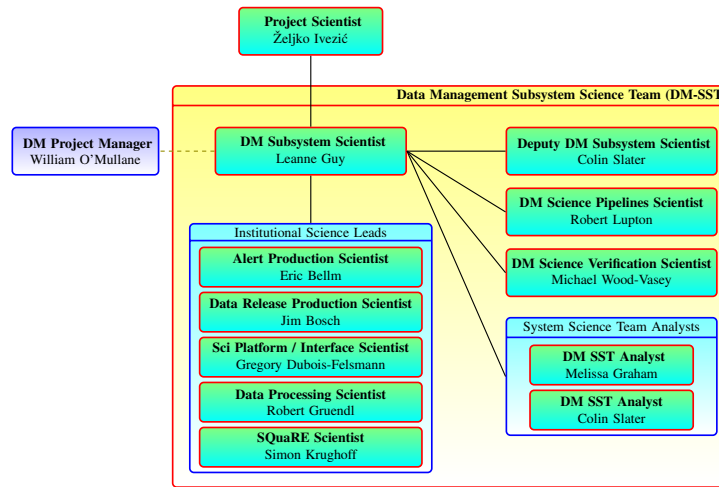 Project Scientist
Željko Ivezić
Data Management Subsystem Science Team (DM-SST
DM Project Manager
William O’Mullane
DM Subsystem Scientist
Leanne Guy
Deputy DM Subsystem Scientist
Colin Slater
DM Science Pipelines Scientist
Robert Lupton
DM Science Verification Scientist
Michael Wood-Vasey
Institutional Science Leads
Alert Production Scientist
Eric Bellm
Data Release Production Scientist
Jim Bosch
Sci Platform / Interface Scientist
Gregory Dubois-Felsmann
Data Processing Scientist
Robert Gruendl
SQuaRE Scientist
Simon Krughoff
System Science Team Analysts
DM SST Analyst
Melissa Graham
DM SST Analyst
Colin Slater